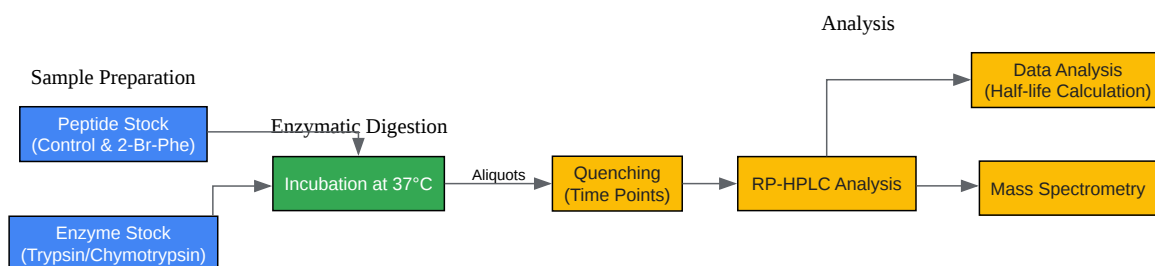 Analysis
Sample Preparation
Data Analysis
(Half-life Calculation)
Peptide Stock
(Control & 2-Br-Phe)
Enzymatic Digestion
Incubation at 37°C
Aliquots
Quenching
(Time Points)
RP-HPLC Analysis
Mass Spectrometry
Enzyme Stock
(Trypsin/Chymotrypsin)